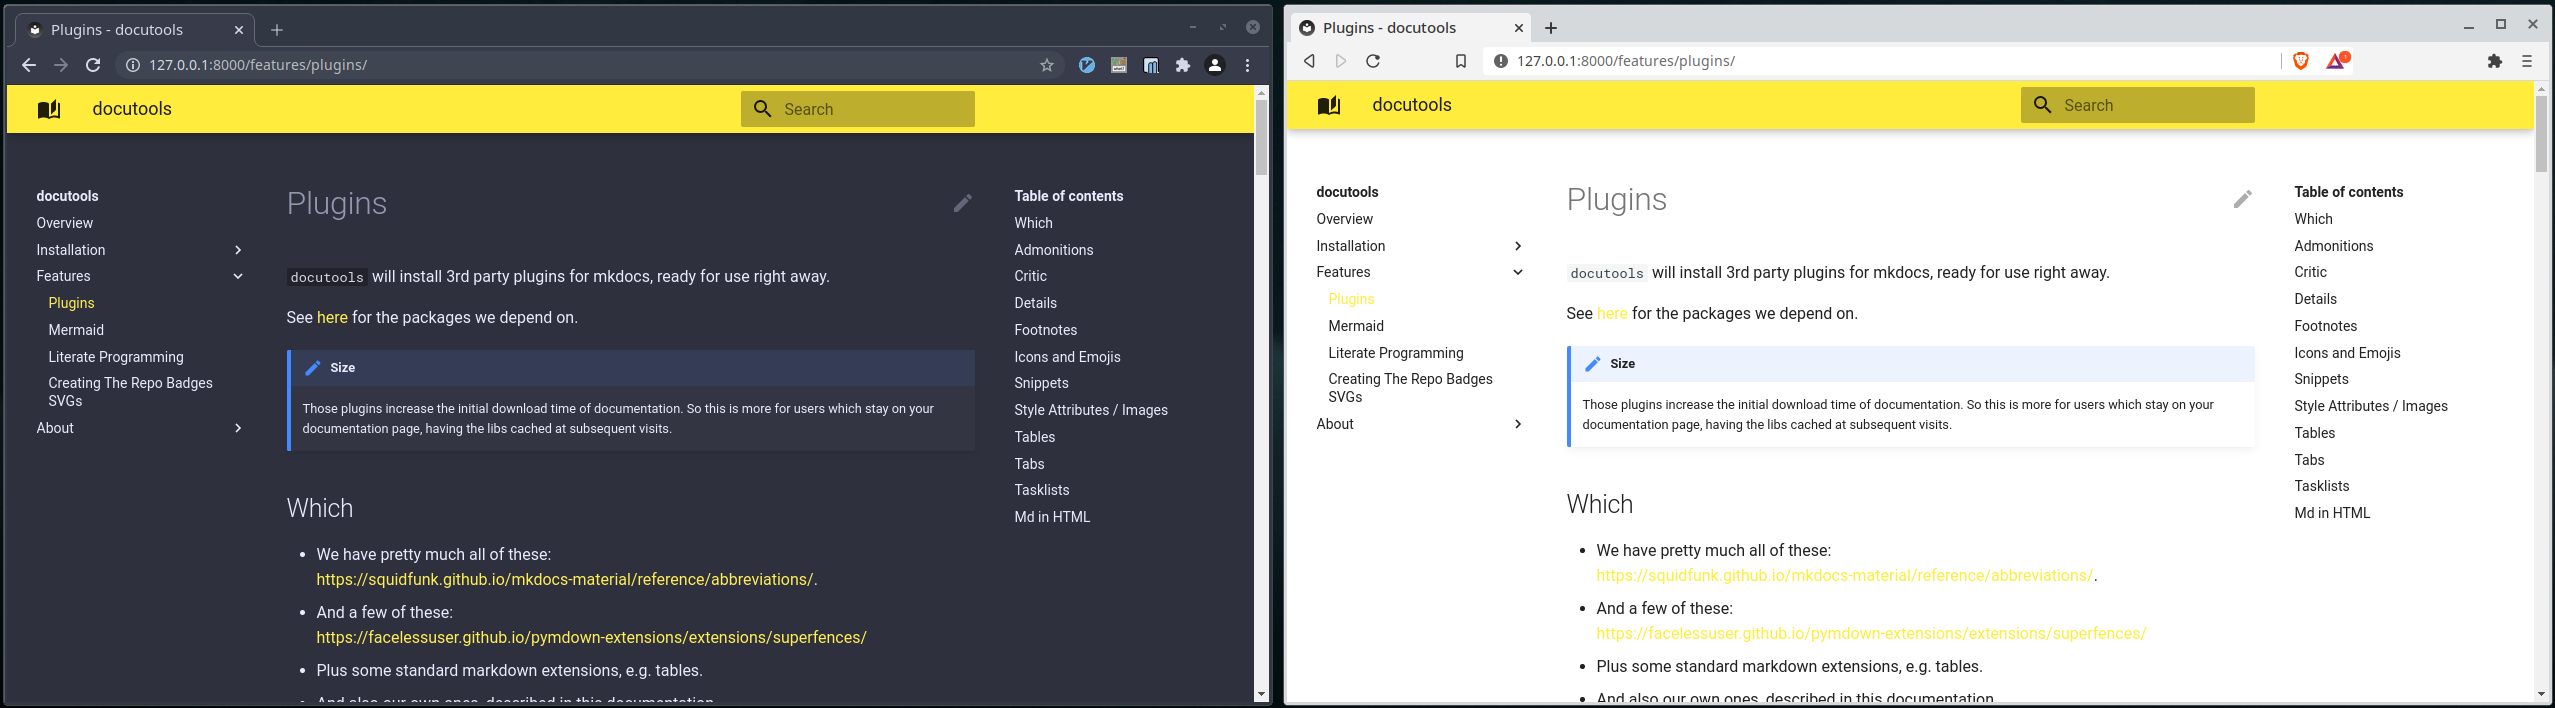 Plugins - docutools
127.0.0.1:8000/features/plugins/
docutools
Search
docutools
Overview
Installation
Features
Plugins
Mermaid
Literate Programming
Creating The Repo Badges
SVGs
About
Plugins
docutools will install 3rd party plugins for mkdocs, ready for use right away.
See here for the packages we depend on.
Size
Those plugins increase the initial download time of documentation. So this is more for users which stay on your
documentation page, having the libs cached at subsequent visits.
Which
We have pretty much all of these:
https://squidfunk.github.io/mkdocs-material/reference/abbreviations/.
And a few of these:
https://facelessuser.github.io/pymdown-extensions/extensions/superfences/
Plus some standard markdown extensions, e.g. tables.
And also our own ones, described in this documentation
Table of contents
Which
Admonitions
Critic
Details
Footnotes
Icons and Emojis
Snippets
Style Attributes / Images
Tables
Tabs
Tasklists
Md in HTML
Plugins - docutools
127.0.0.1:8000/features/plugins/
docutools
Search
docutools
Overview
Installation
Features
Plugins
Mermaid
Literate Programming
Creating The Repo Badges
SVGs
About
Plugins
docutools will install 3rd party plugins for mkdocs, ready for use right away.
See here for the packages we depend on.
Size
Those plugins increase the initial download time of documentation. So this is more for users which stay on your
documentation page, having the libs cached at subsequent visits.
Which
We have pretty much all of these:
https://squidfunk.github.io/mkdocs-material/reference/abbreviations/.
And a few of these:
https://facelessuser.github.io/pymdown-extensions/extensions/superfences/
Plus some standard markdown extensions, e.g. tables.
And also our own ones, described in this documentation
Table of contents
Which
Admonitions
Critic
Details
Footnotes
Icons and Emojis
Snippets
Style Attributes / Images
Tables
Tabs
Tasklists
Md in HTML